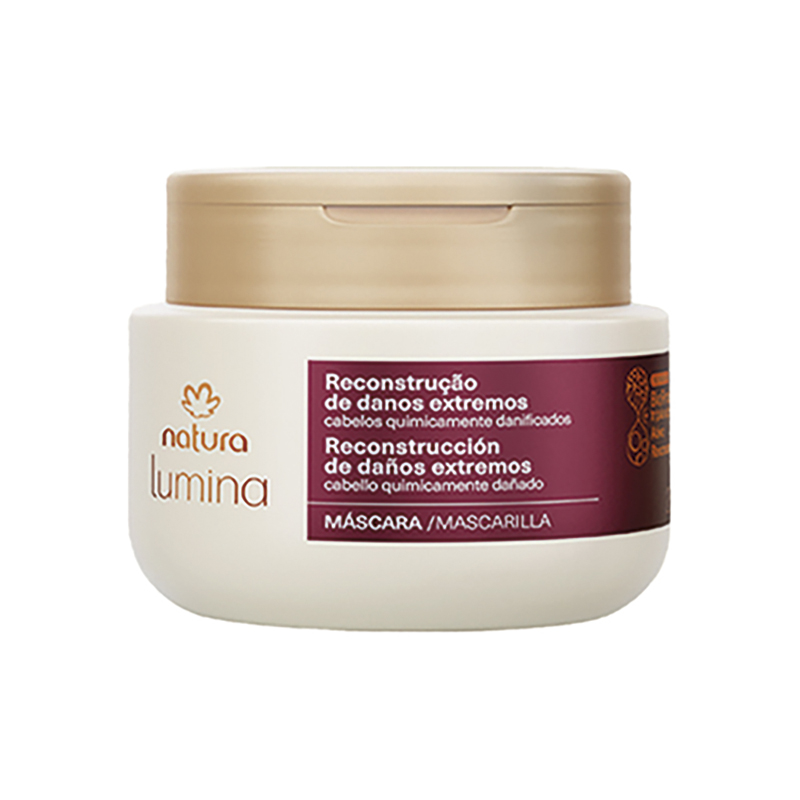 natura
lumina
Reconstrução
de danos extremos
cabelos quimicamente danificados
Reconstrucción
de daños extremos
cabello quimicamente dañado
MÁSCARA /MASCARILLA